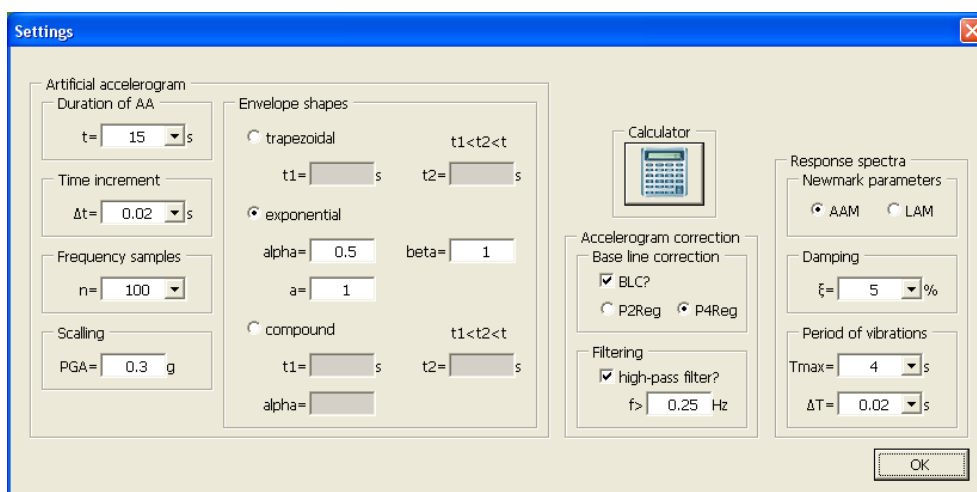 Settings
Artificial accelerogram
Duration of AA
t= 15 s
Time increment
Δt= 0.02 s
Frequency samples
n= 100
Scalling
PGA= 0.3 g
Envelope shapes
trapezoidal t1<t2<t
t1= s t2= s
exponential
alpha= 0.5 beta= 1
a= 1
compound t1<t2<t
t1= s t2= s
alpha=
Calculator
Accelerogram correction
Base line correction
BLC?
P2Reg P4Reg
Filtering
high-pass filter?
f> 0.25 Hz
Response spectra
Newmark parameters
AAM LAM
Damping
ξ= 5 %
Period of vibrations
Tmax= 4 s
ΔT= 0.02 s
OK